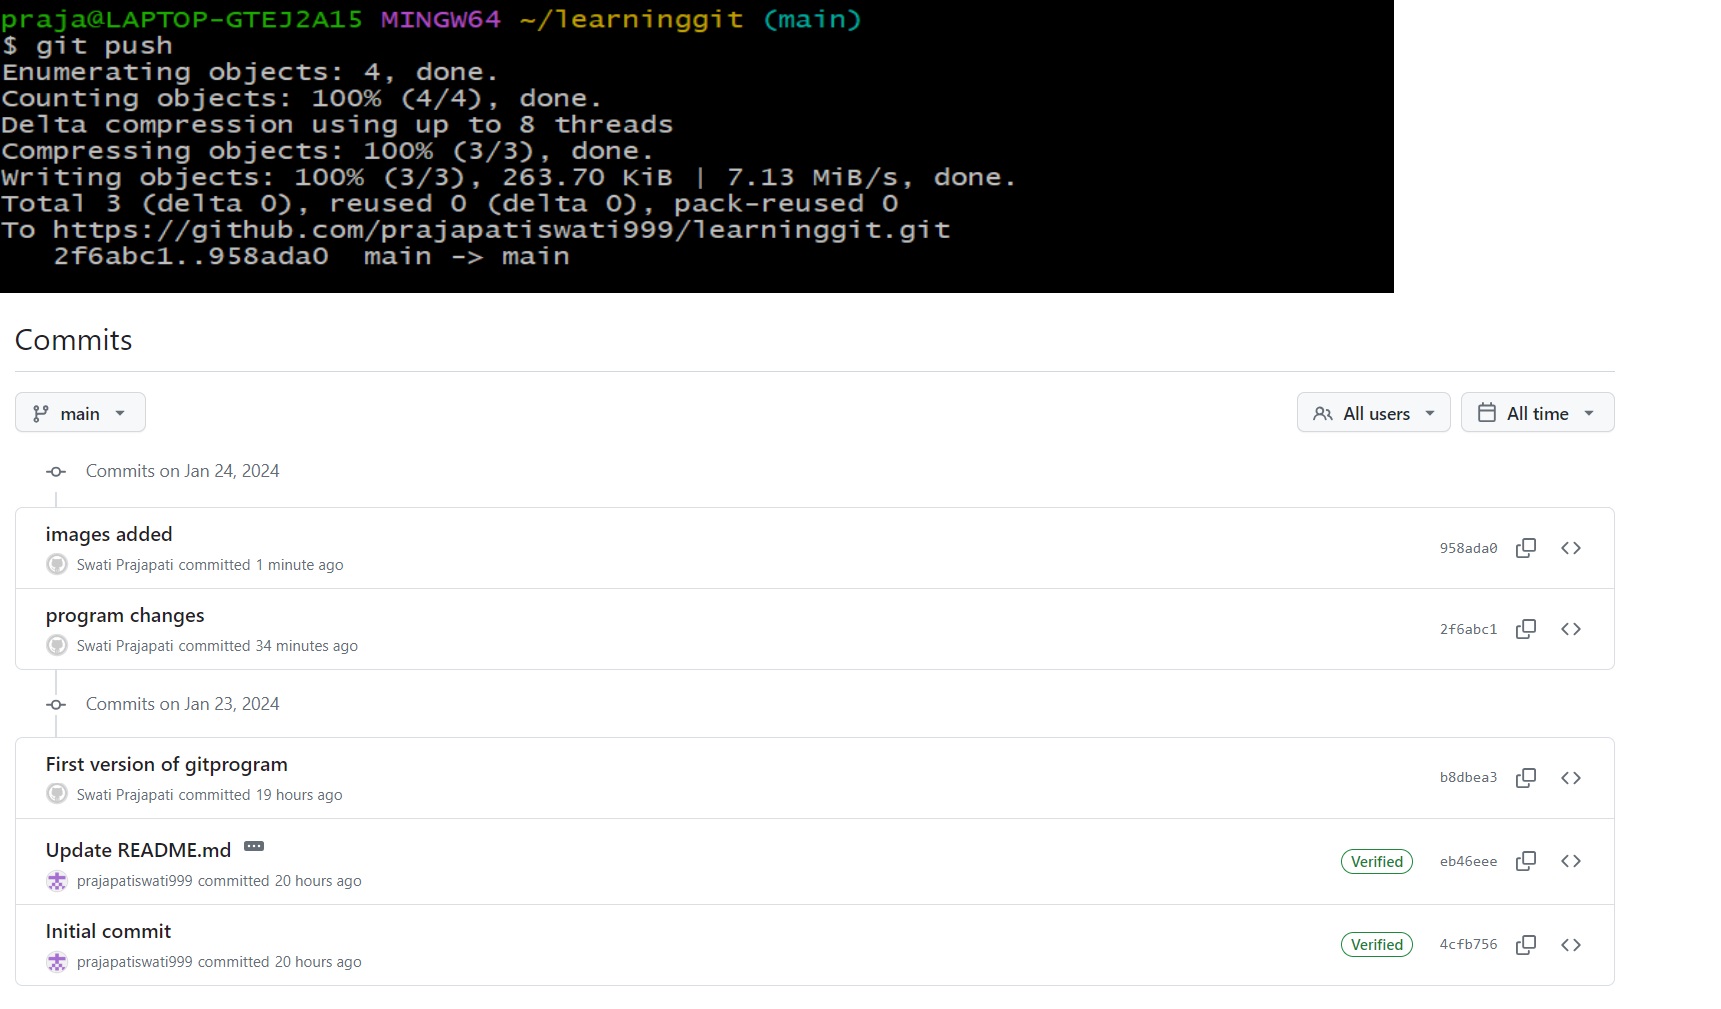 praja@LAPTOP-GTEJ2A15 MINGW64 ~/learninggit (main)
$ git push
Enumerating objects: 4, done.
Counting objects: 100% (4/4), done.
Delta compression using up to 8 threads
Compressing objects: 100% (3/3), done.
Writing objects: 100% (3/3), 263.70 KiB | 7.13 MiB/s, done.
Total 3 (delta 0), reused 0 (delta 0), pack-reused 0
To https://github.com/prajapatiswati999/learninggit.git
   2f6abc1..958ada0  main -> main
Commits
main All users All time
Commits on Jan 24, 2024
images added
Swati Prajapati committed 1 minute ago 958ada0
program changes
Swati Prajapati committed 34 minutes ago 2f6abc1
Commits on Jan 23, 2024
First version of gitprogram
Swati Prajapati committed 19 hours ago b8dbea3
Update README.md
prajapatiswati999 committed 20 hours ago Verified eb46eee
Initial commit
prajapatiswati999 committed 20 hours ago Verified 4cfb756